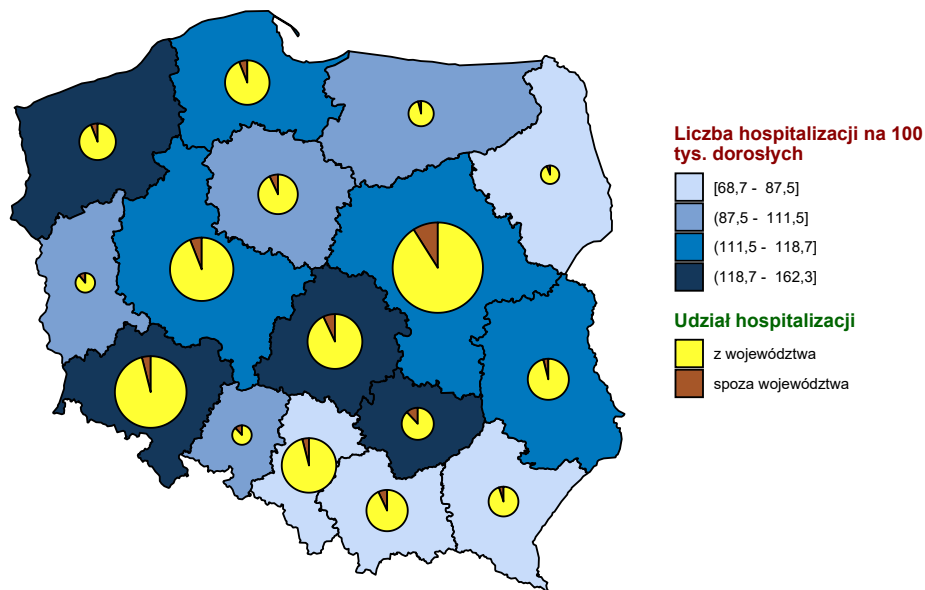 Liczba hospitalizacji na 100
tys. dorosłych
[68,7 - 87,5]
(87,5 - 111,5]
(111,5 - 118,7]
(118,7 - 162,3]
Udział hospitalizacji
z województwa
spoza województwa